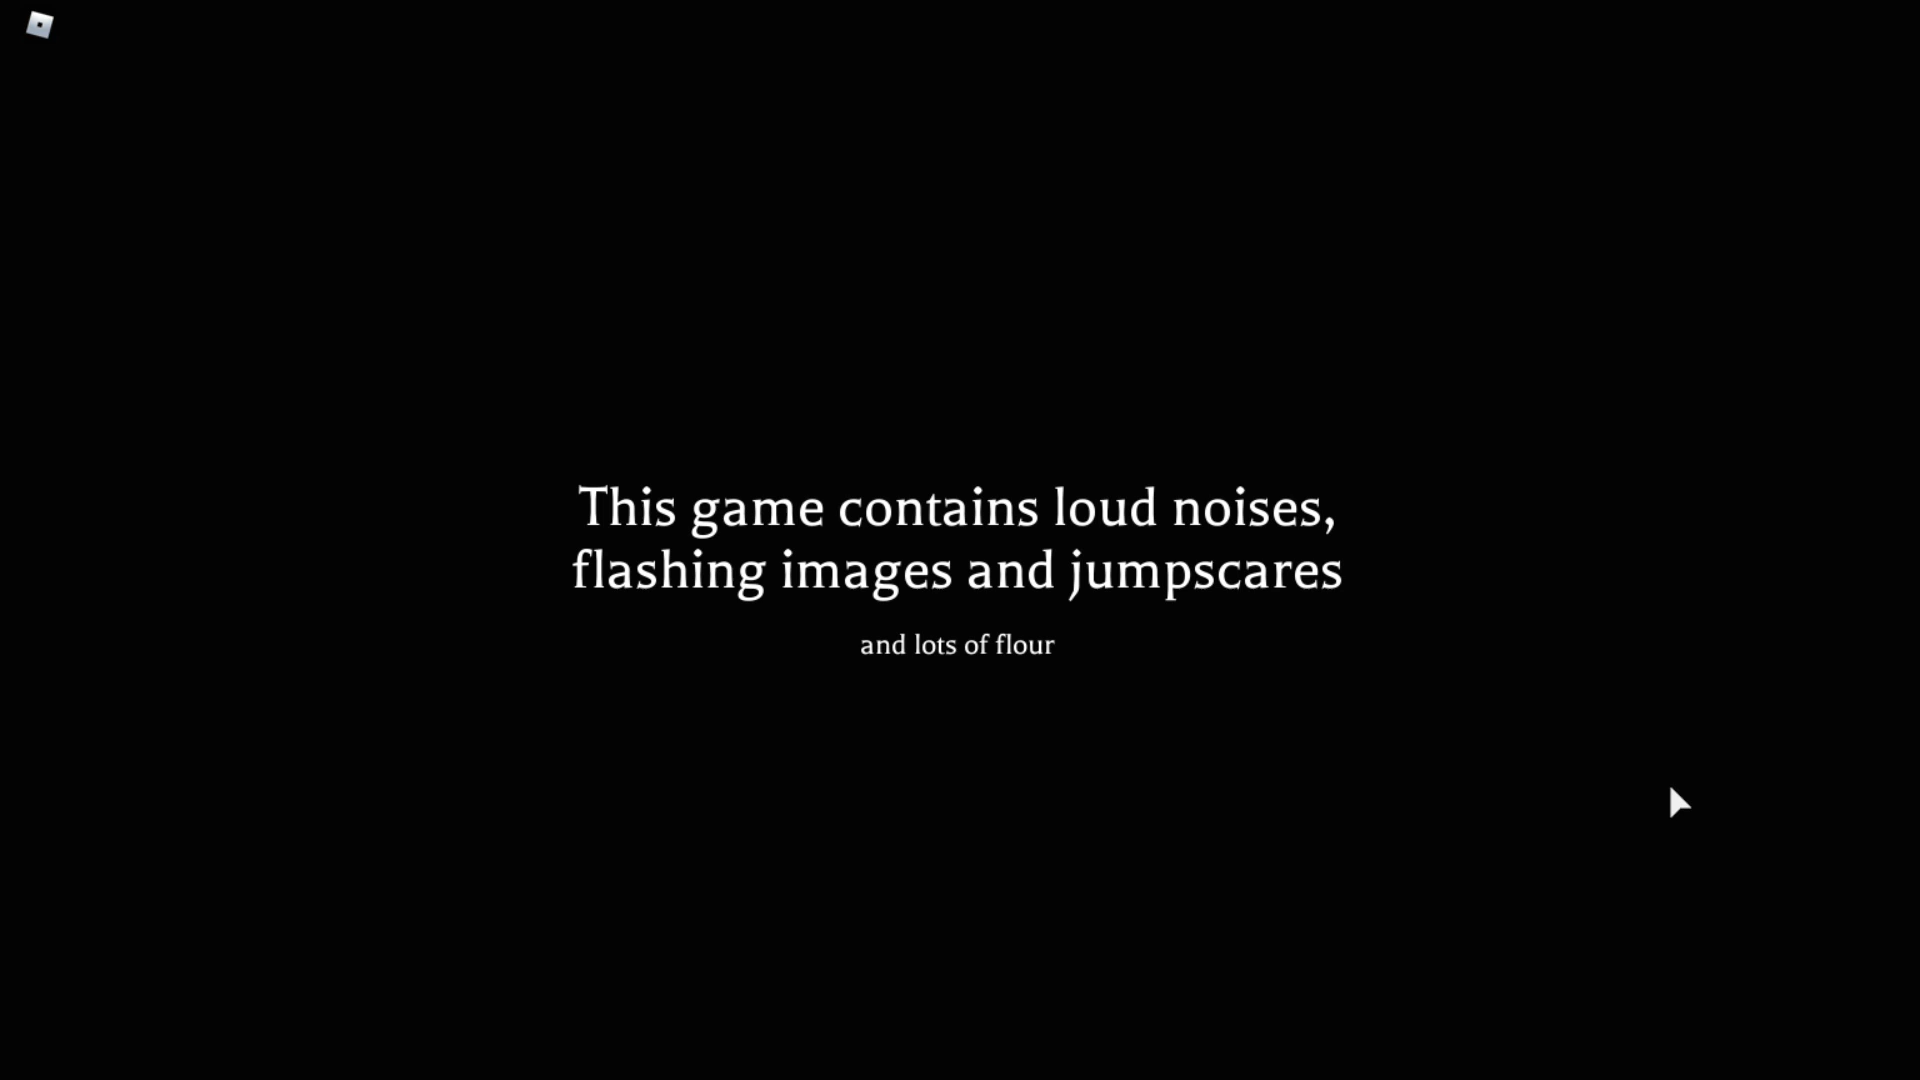 This game contains loud noises,
flashing images and jumpscares
and lots of flour